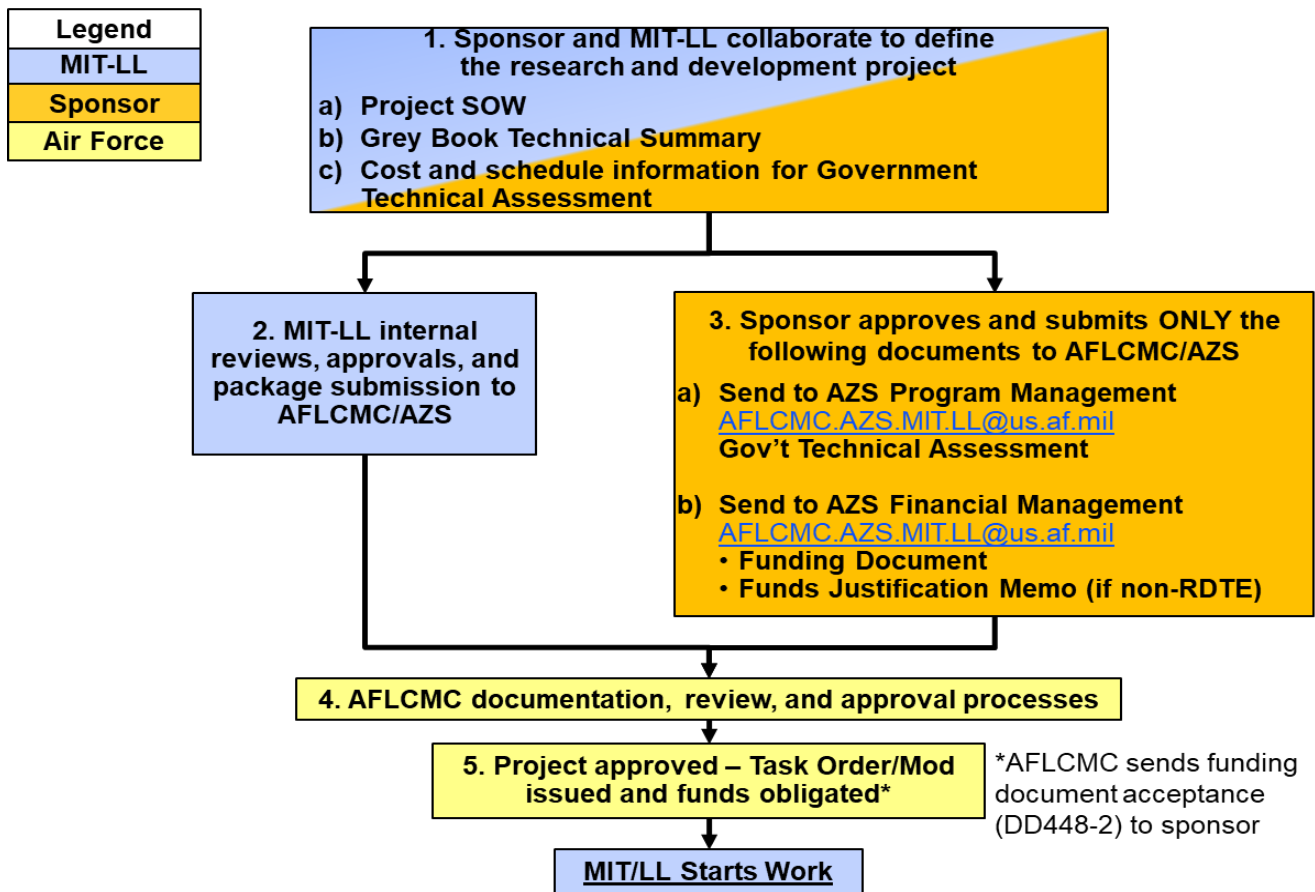 Legend
MIT-LL
Sponsor
Air Force
1. Sponsor and MIT-LL collaborate to define
the research and development project
a) Project SOW
b) Grey Book Technical Summary
c) Cost and schedule information for Government
Technical Assessment
2. MIT-LL internal
reviews, approvals, and
package submission to
AFLCMC/AZS
3. Sponsor approves and submits ONLY the
following documents to AFLCMC/AZS
a) Send to AZS Program Management
AFLCMC.AZS.MIT.LL@us.af.mil
Gov't Technical Assessment
b) Send to AZS Financial Management
AFLCMC.AZS.MIT.LL@us.af.mil
• Funding Document
• Funds Justification Memo (if non-RDTE)
4. AFLCMC documentation, review, and approval processes
5. Project approved – Task Order/Mod
issued and funds obligated*
*AFLCMC sends funding
document acceptance
(DD448-2) to sponsor
MIT/LL Starts Work